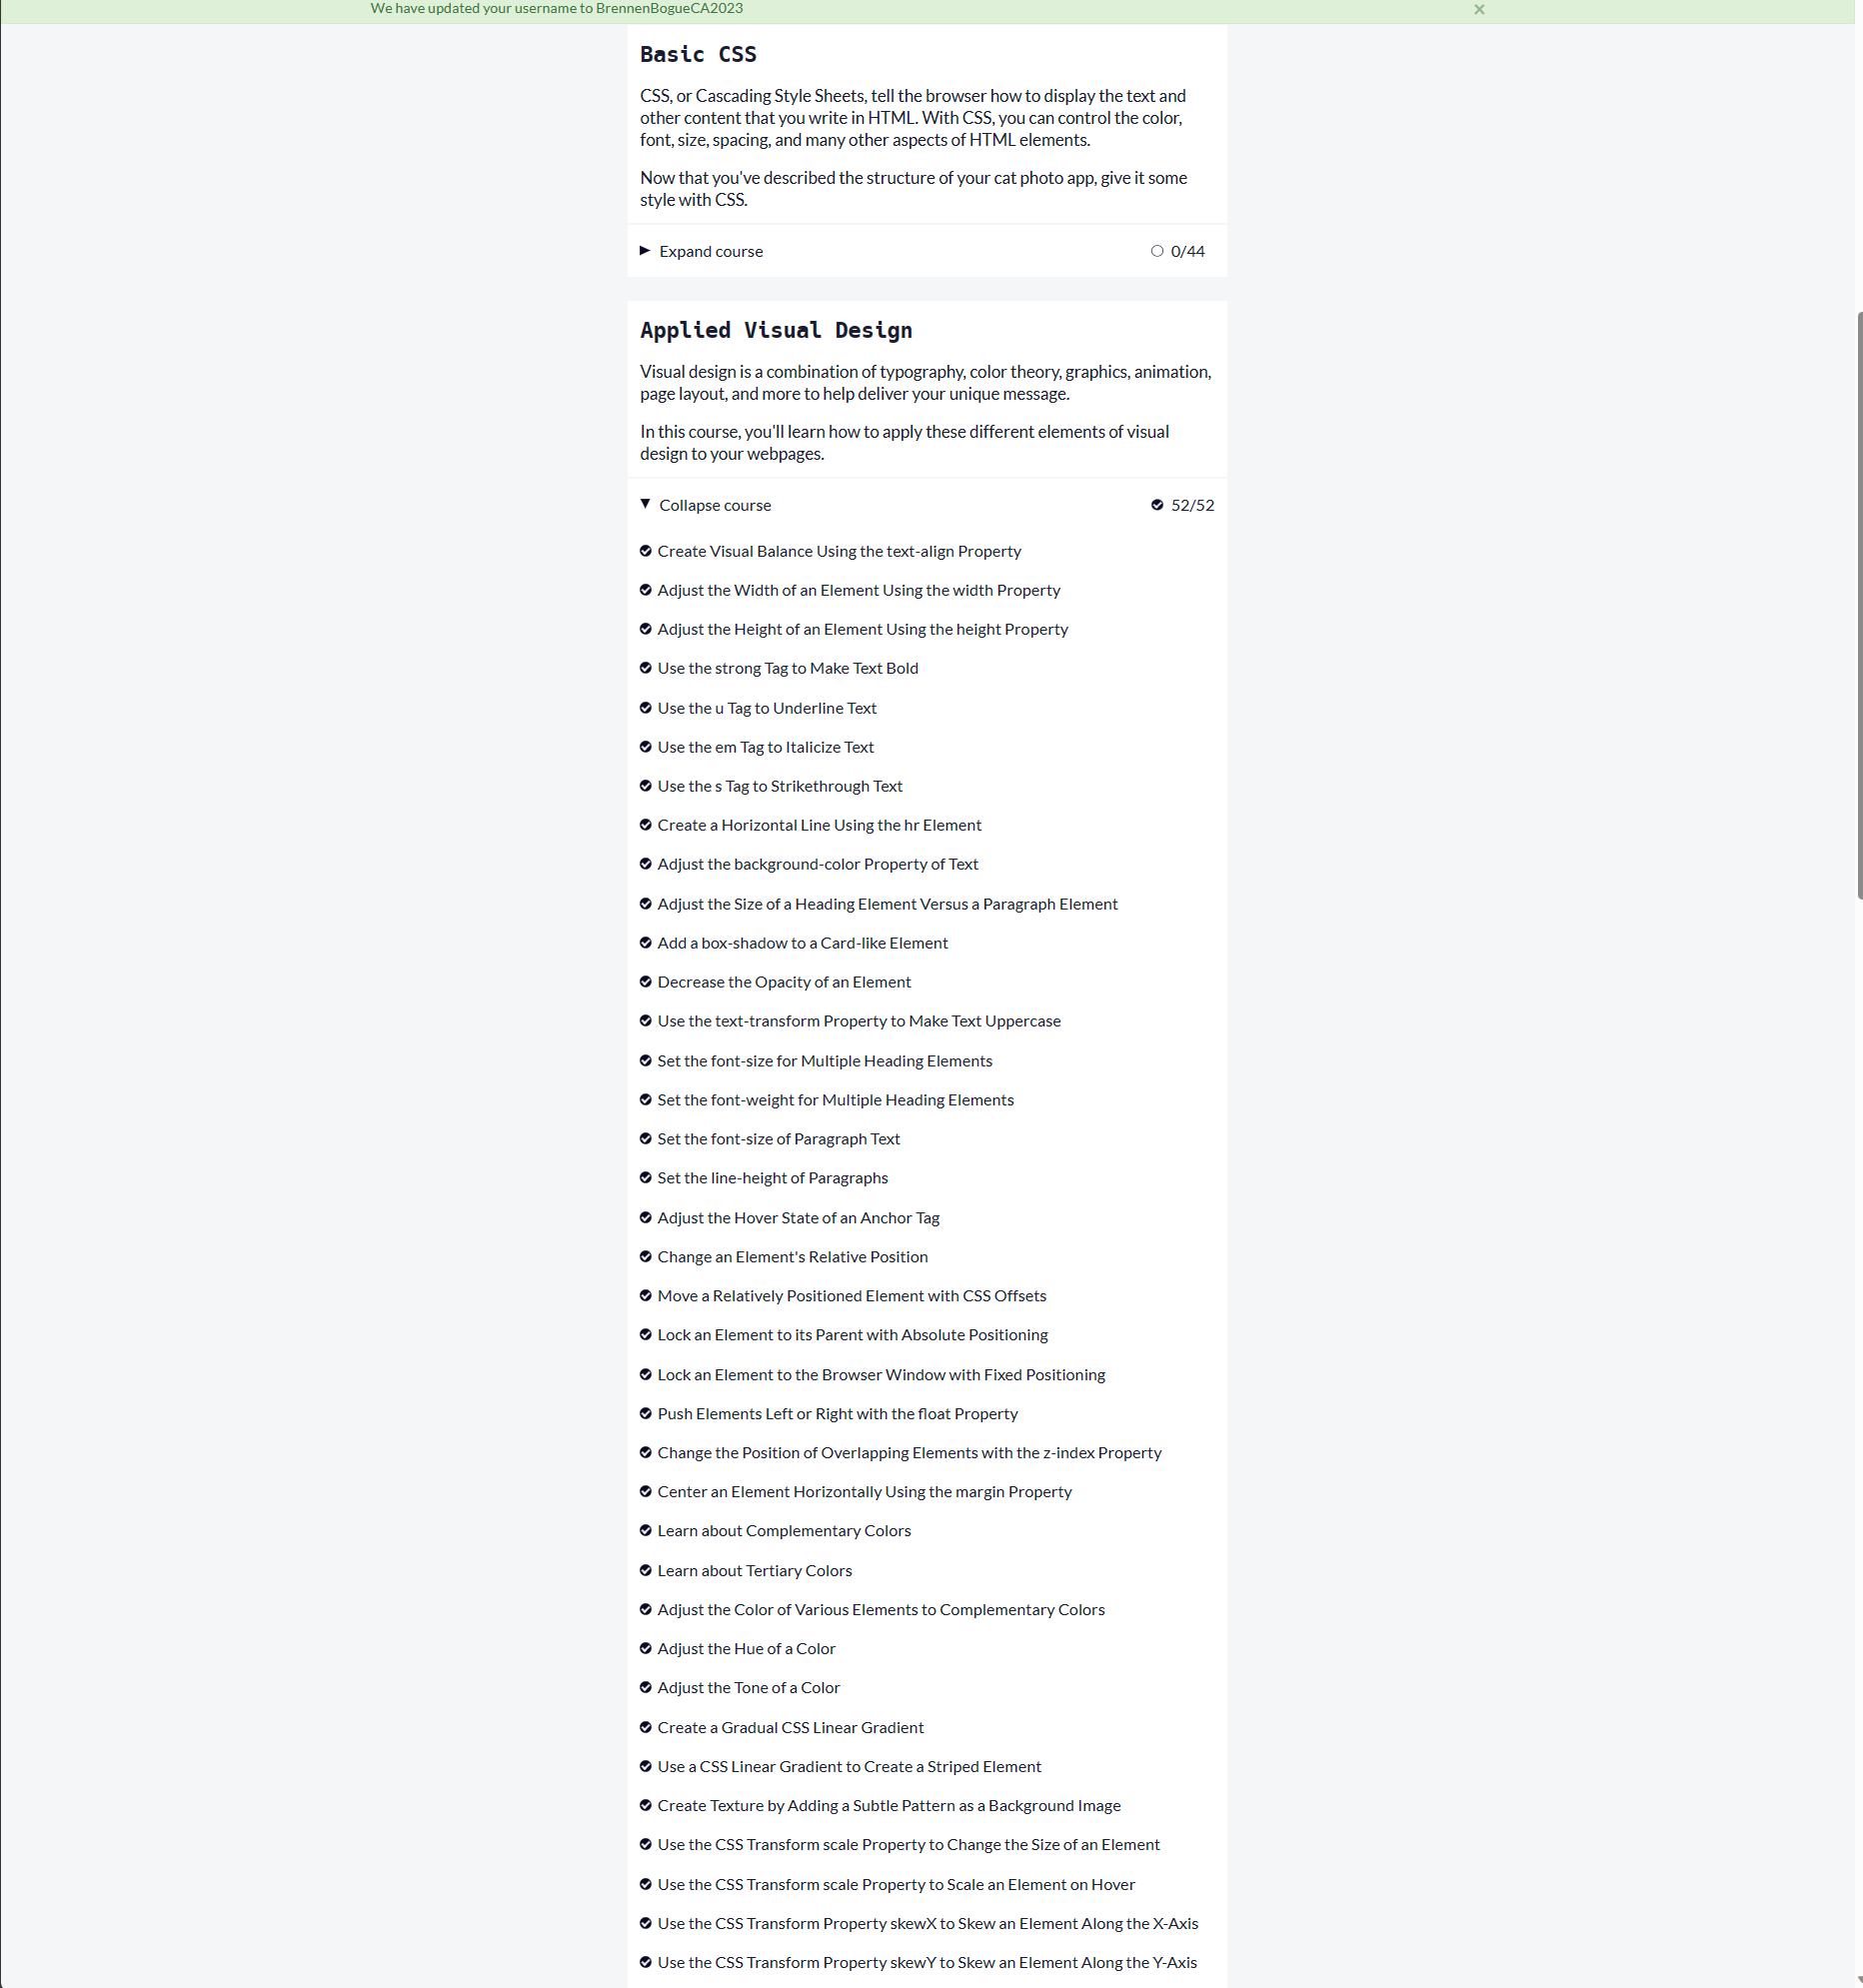 We have updated your username to BrennenBogueCA2023
×
Basic CSS
CSS, or Cascading Style Sheets, tell the browser how to display the text and
other content that you write in HTML. With CSS, you can control the color,
font, size, spacing, and many other aspects of HTML elements.
Now that you've described the structure of your cat photo app, give it some
style with CSS.
Expand course 0/44
Applied Visual Design
Visual design is a combination of typography, color theory, graphics, animation,
page layout, and more to help deliver your unique message.
In this course, you'll learn how to apply these different elements of visual
design to your webpages.
Collapse course 52/52
Create Visual Balance Using the text-align Property
Adjust the Width of an Element Using the width Property
Adjust the Height of an Element Using the height Property
Use the strong Tag to Make Text Bold
Use the u Tag to Underline Text
Use the em Tag to Italicize Text
Use the s Tag to Strikethrough Text
Create a Horizontal Line Using the hr Element
Adjust the background-color Property of Text
Adjust the Size of a Heading Element Versus a Paragraph Element
Add a box-shadow to a Card-like Element
Decrease the Opacity of an Element
Use the text-transform Property to Make Text Uppercase
Set the font-size for Multiple Heading Elements
Set the font-weight for Multiple Heading Elements
Set the font-size of Paragraph Text
Set the line-height of Paragraphs
Adjust the Hover State of an Anchor Tag
Change an Element's Relative Position
Move a Relatively Positioned Element with CSS Offsets
Lock an Element to its Parent with Absolute Positioning
Lock an Element to the Browser Window with Fixed Positioning
Push Elements Left or Right with the float Property
Change the Position of Overlapping Elements with the z-index Property
Center an Element Horizontally Using the margin Property
Learn about Complementary Colors
Learn about Tertiary Colors
Adjust the Color of Various Elements to Complementary Colors
Adjust the Hue of a Color
Adjust the Tone of a Color
Create a Gradual CSS Linear Gradient
Use a CSS Linear Gradient to Create a Striped Element
Create Texture by Adding a Subtle Pattern as a Background Image
Use the CSS Transform scale Property to Change the Size of an Element
Use the CSS Transform scale Property to Scale an Element on Hover
Use the CSS Transform Property skewX to Skew an Element Along the X-Axis
Use the CSS Transform Property skewY to Skew an Element Along the Y-Axis